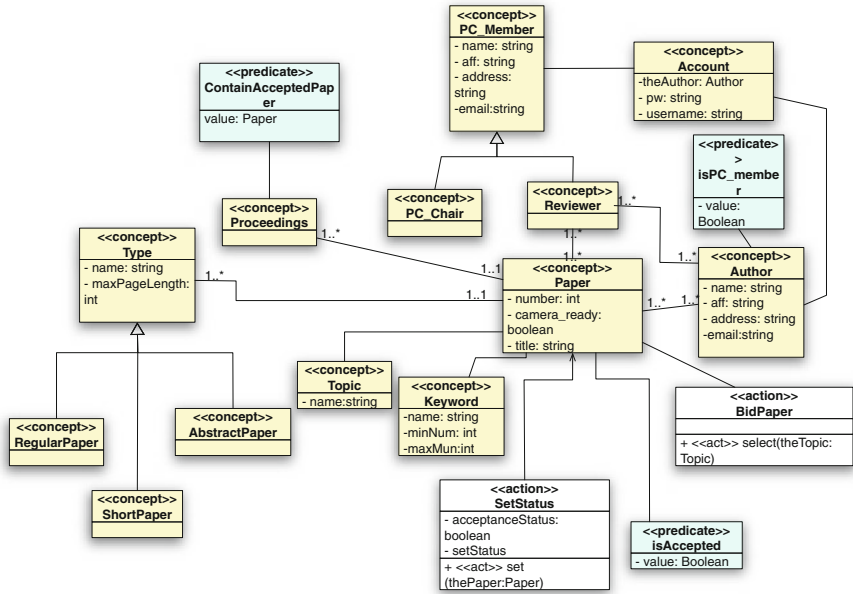 <<concept>>
PC_Member
- name: string
- aff: string
- address:
string
-email:string
<<concept>>
Account
-theAuthor: Author
- pw: string
- username: string
<<predicate>>
ContainAcceptedPap
er
value: Paper
<<predicate>
>
isPC_membe
r
- value:
Boolean
<<concept>>
PC_Chair
<<concept>>
Reviewer
1..*
1..*
1..*
1..*
<<concept>>
Proceedings
1..*
1..1
<<concept>>
Type
- name: string
- maxPageLength:
int
1..*
1..1
<<concept>>
Paper
- number: int
- camera_ready:
boolean
- title: string
1..*
1..*
<<concept>>
Author
- name: string
- aff: string
- address: string
-email:string
<<concept>>
Topic
- name:string
<<concept>>
Keyword
-name: string
-minNum: int
-maxMun:int
<<action>>
BidPaper
+ <<act>> select(theTopic:
Topic)
<<concept>>
RegularPaper
<<concept>>
AbstractPaper
<<concept>>
ShortPaper
<<action>>
SetStatus
- acceptanceStatus:
boolean
- setStatus
+ <<act>> set
(thePaper:Paper)
<<predicate>>
isAccepted
- value: Boolean